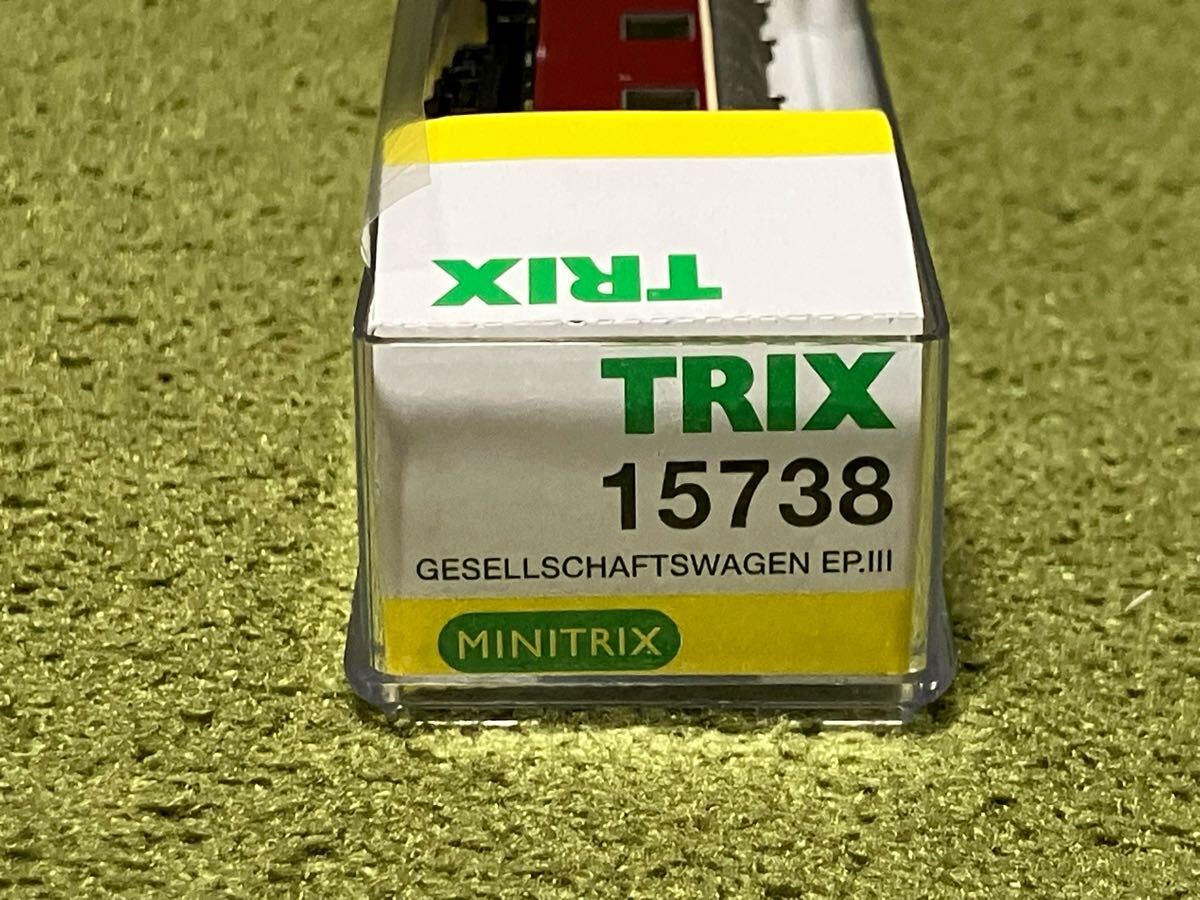 TRIX
TRIX
15738
GESELLSCHAFTSWAGEN EP.III
MINITRIX